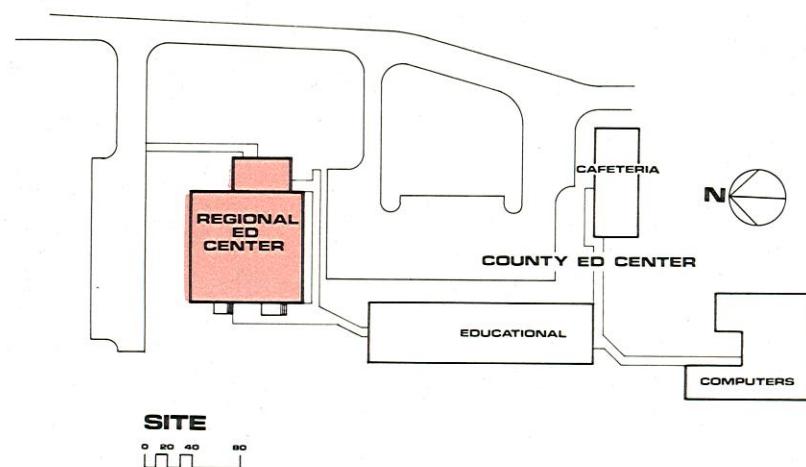 CAFETERIA
N
REGIONAL
ED
CENTER
COUNTY ED CENTER
EDUCATIONAL
COMPUTERS
SITE
0 20 40 80